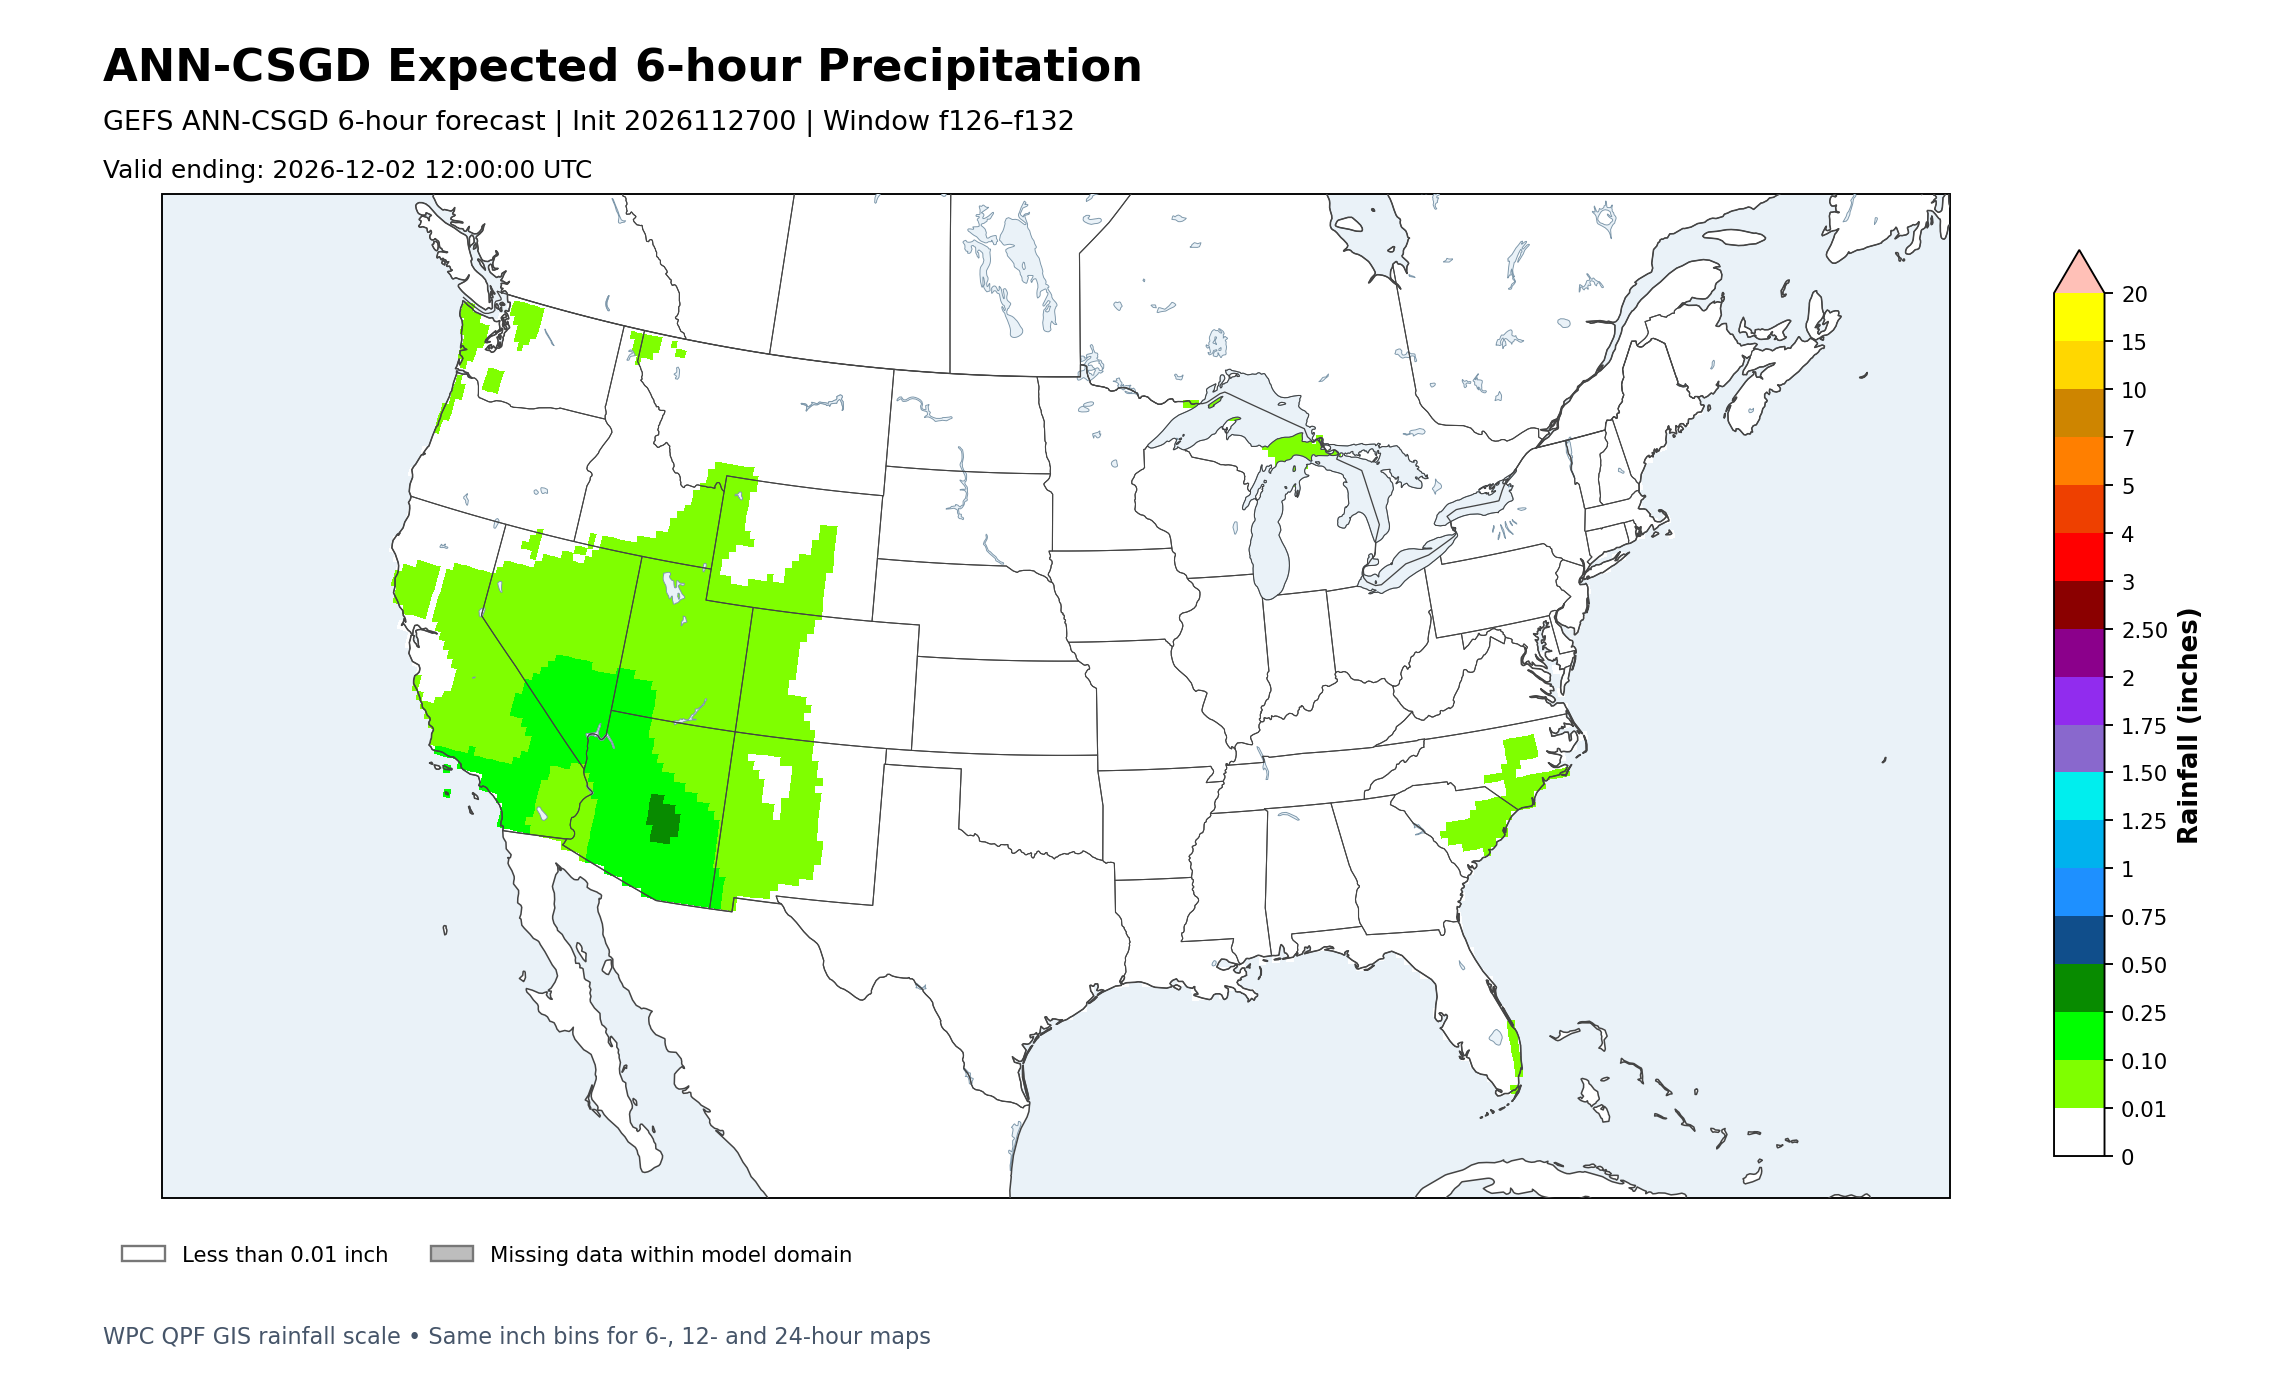 ANN-CSGD Expected 6-hour Precipitation
GEFS ANN-CSGD 6-hour forecast | Init 2026112700 | Window f126–f132
Valid ending: 2026-12-02 12:00:00 UTC
20
15
10
7
5
4
3
2.50
2
1.75
1.50
1.25
1
0.75
0.50
0.25
0.10
0.01
0
Rainfall (inches)
Less than 0.01 inch
Missing data within model domain
WPC QPF GIS rainfall scale • Same inch bins for 6-, 12- and 24-hour maps